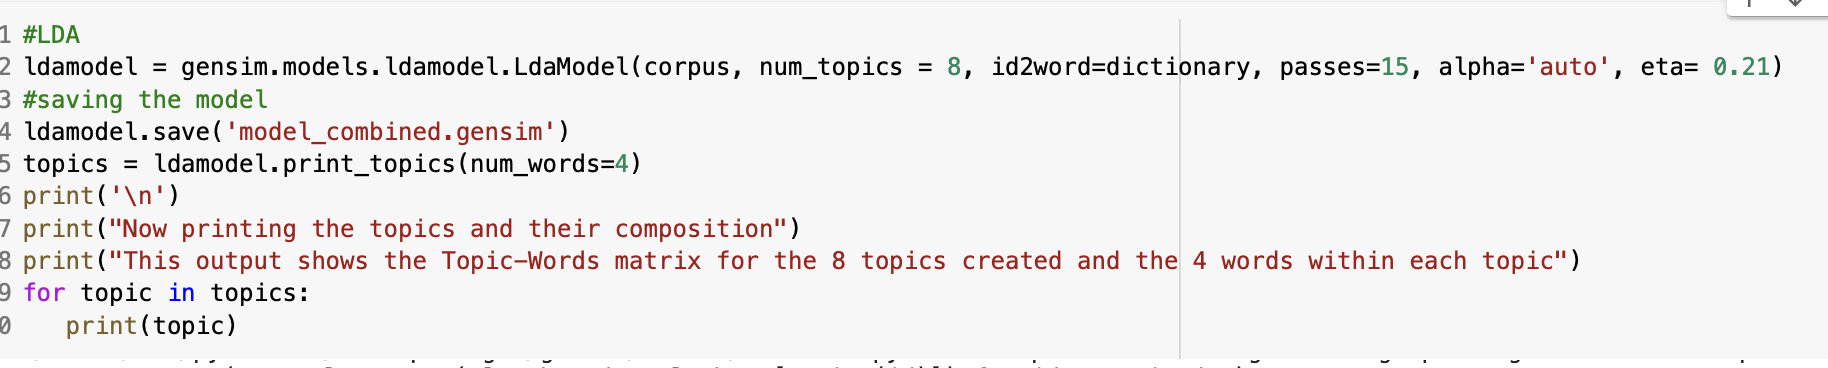 1 #LDA
2 ldamodel = gensim.models.ldamodel.LdaModel(corpus, num_topics = 8, id2word=dictionary, passes=15, alpha='auto', eta= 0.21)
3 #saving the model
4 ldamodel.save('model_combined.gensim')
5 topics = ldamodel.print_topics(num_words=4)
6 print('\n')
7 print("Now printing the topics and their composition")
8 print("This output shows the Topic-Words matrix for the 8 topics created and the 4 words within each topic")
9 for topic in topics:
0    print(topic)